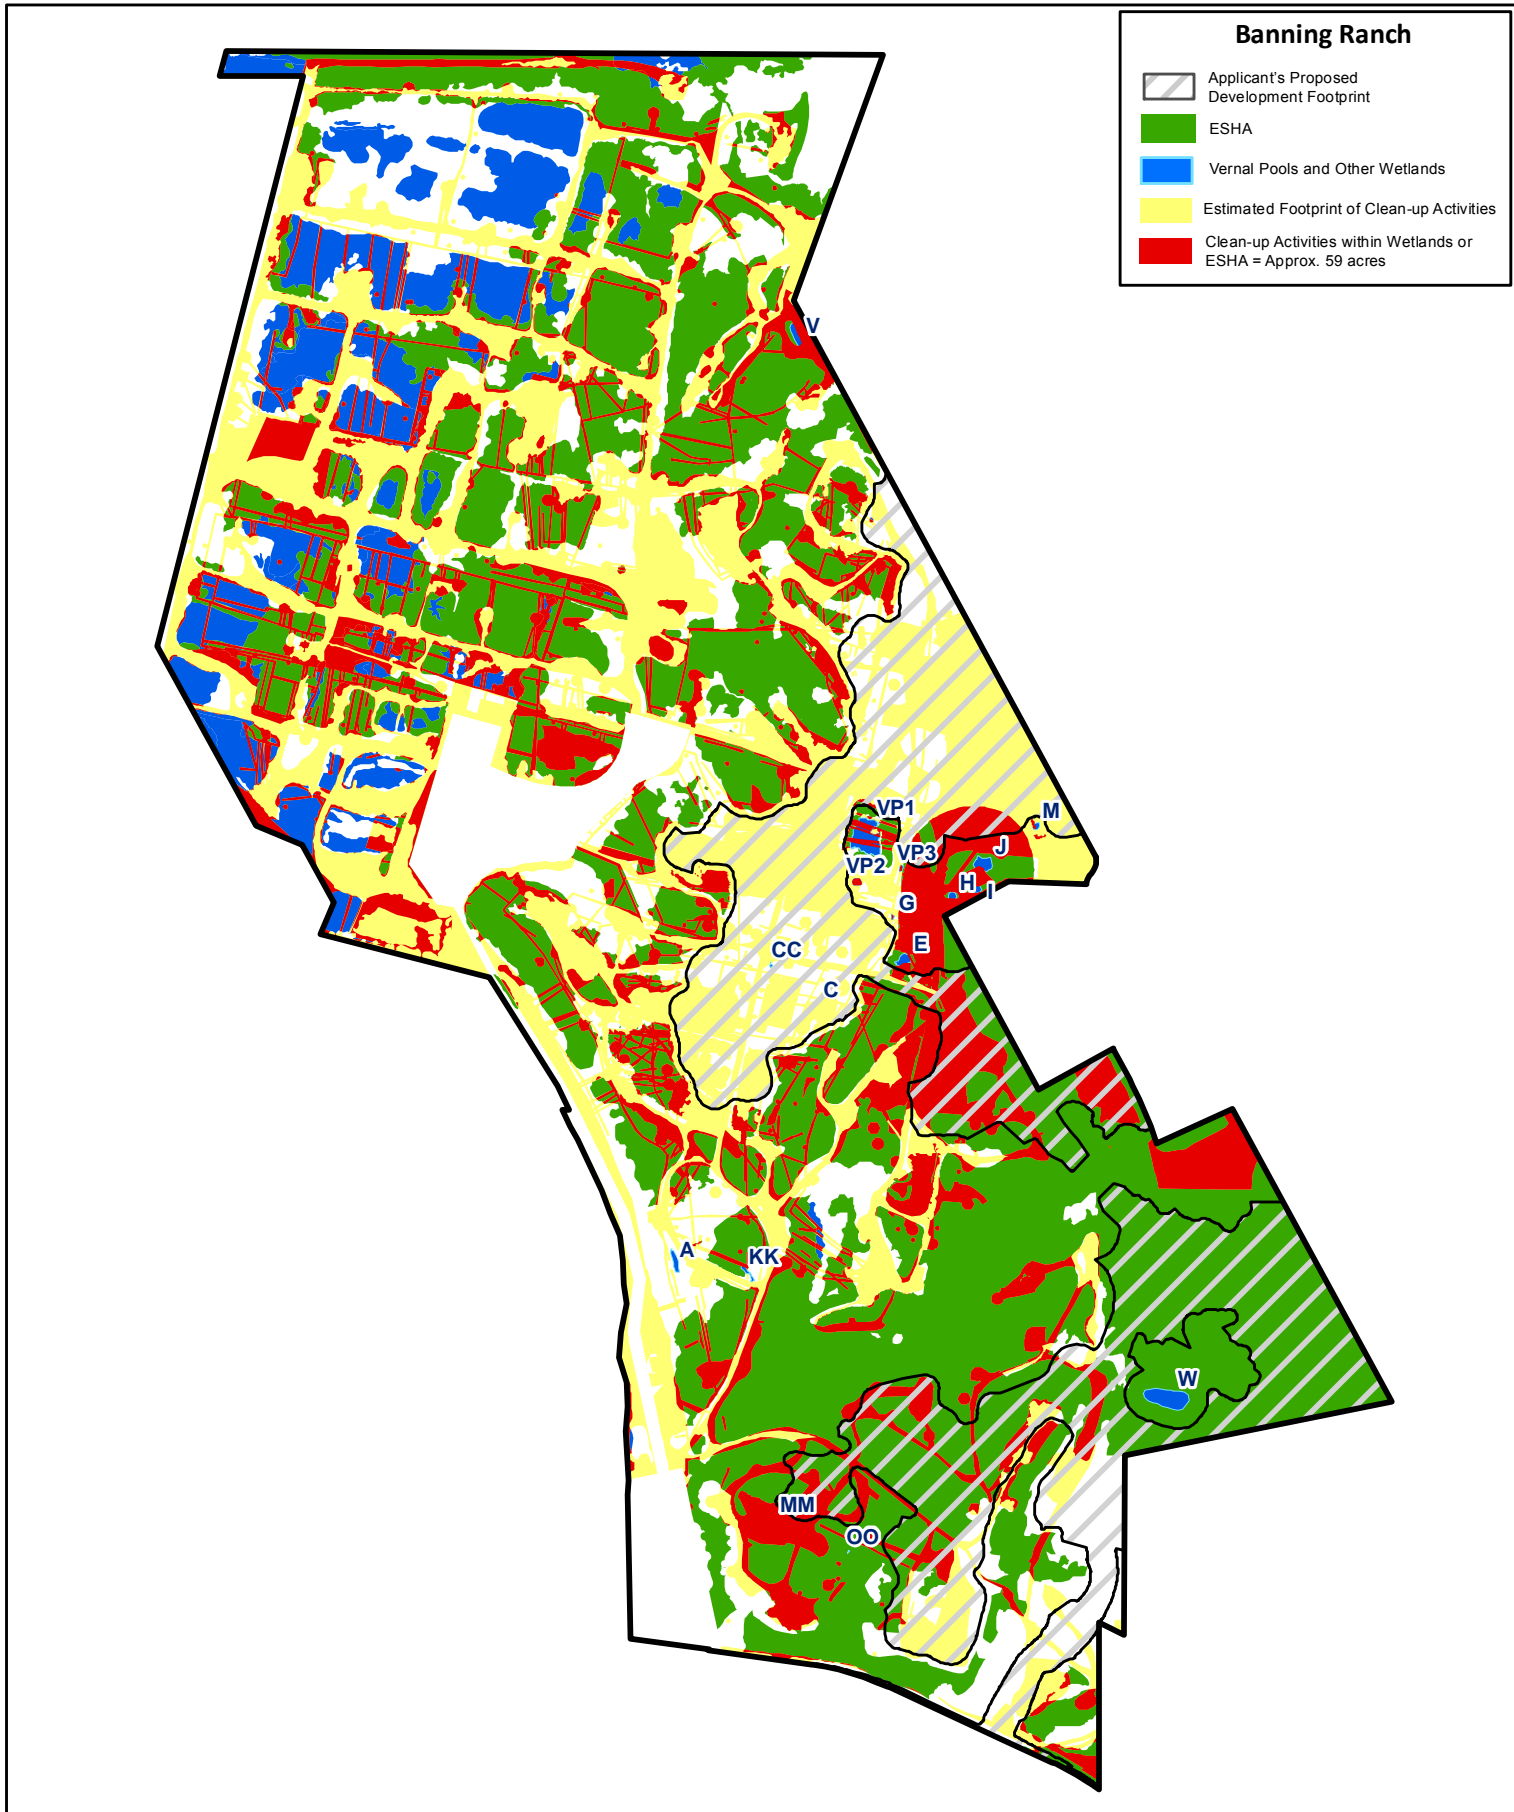 Banning Ranch
Applicant's Proposed
Development Footprint
ESHA
Vernal Pools and Other Wetlands
Estimated Footprint of Clean-up Activities
Clean-up Activities within Wetlands or
ESHA = Approx. 59 acres
V
VP1
M
VP3
J
VP2
H
I
G
E
CC
C
A
KK
W
MM
OO